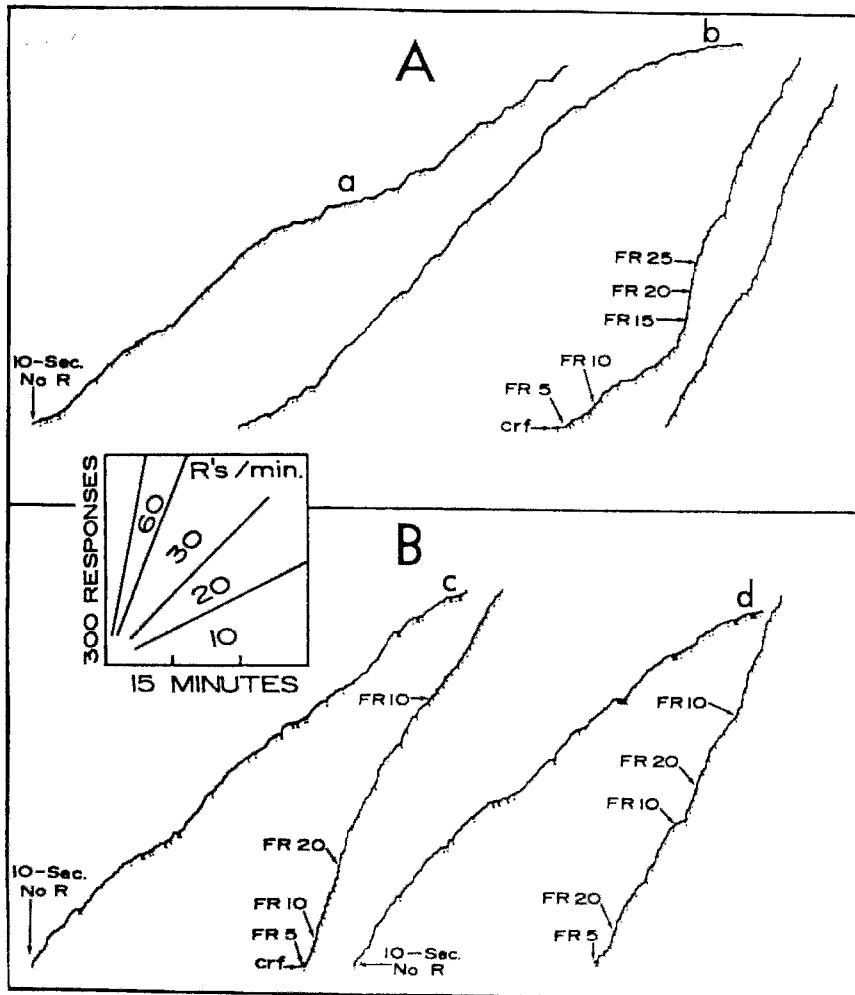 A
b
a
FR 25
FR 20
FR 15
10-Sec.
No R
FR 10
FR 5
crf
R's/min.
60
30
20
10
300 RESPONSES
15 MINUTES
B
c
d
FR 10
FR 10
FR 20
FR 10
FR 20
10-Sec.
No R
FR 10
FR 5
crf
10-Sec.
No R
FR 20
FR 5